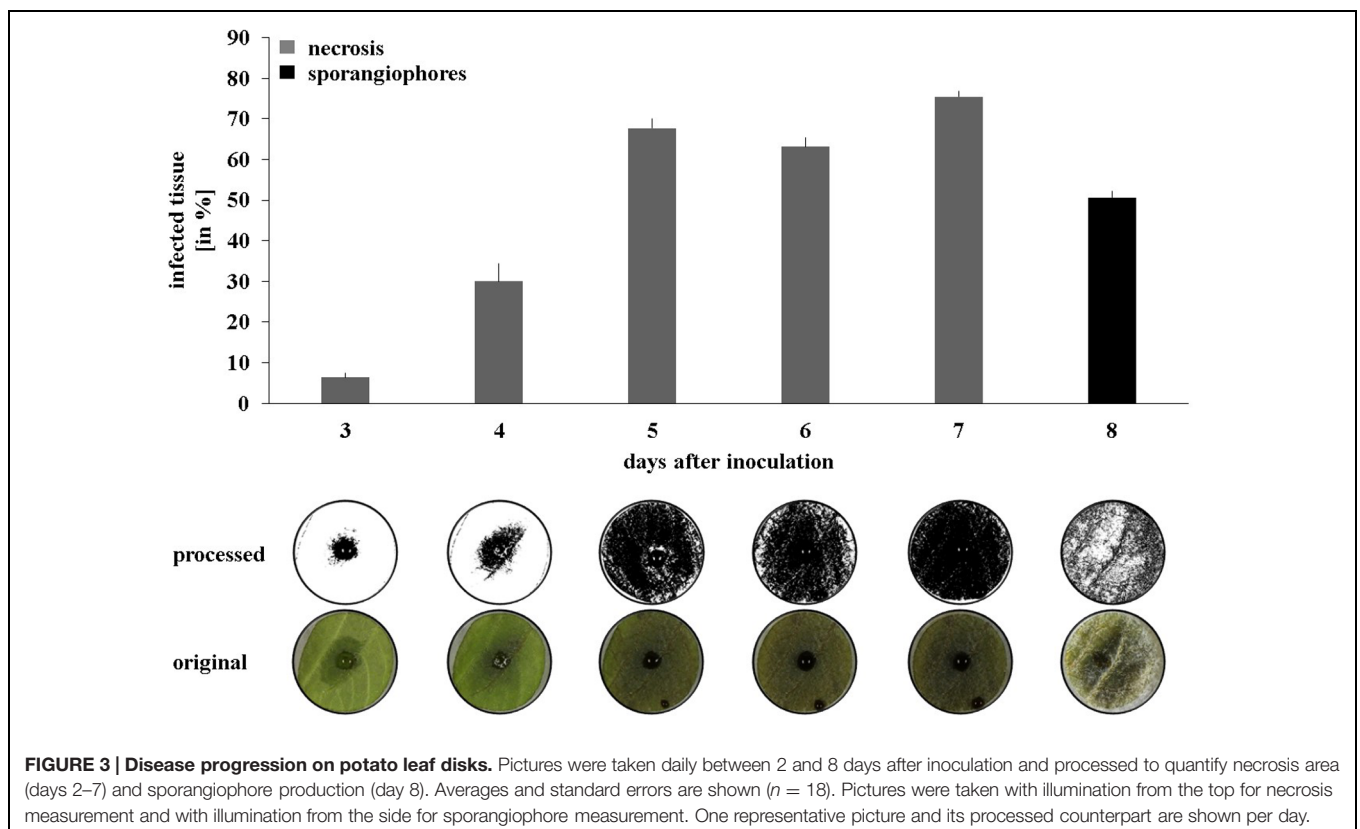 90
80
70
60
50
40
30
20
10
0
necrosis
sporangiophores
infected tissue
[in %]
3 4 5 6 7 8
days after inoculation
processed
original
FIGURE 3 | Disease progression on potato leaf disks. Pictures were taken daily between 2 and 8 days after inoculation and processed to quantify necrosis area
(days 2–7) and sporangiophore production (day 8). Averages and standard errors are shown (n = 18). Pictures were taken with illumination from the top for necrosis
measurement and with illumination from the side for sporangiophore measurement. One representative picture and its processed counterpart are shown per day.